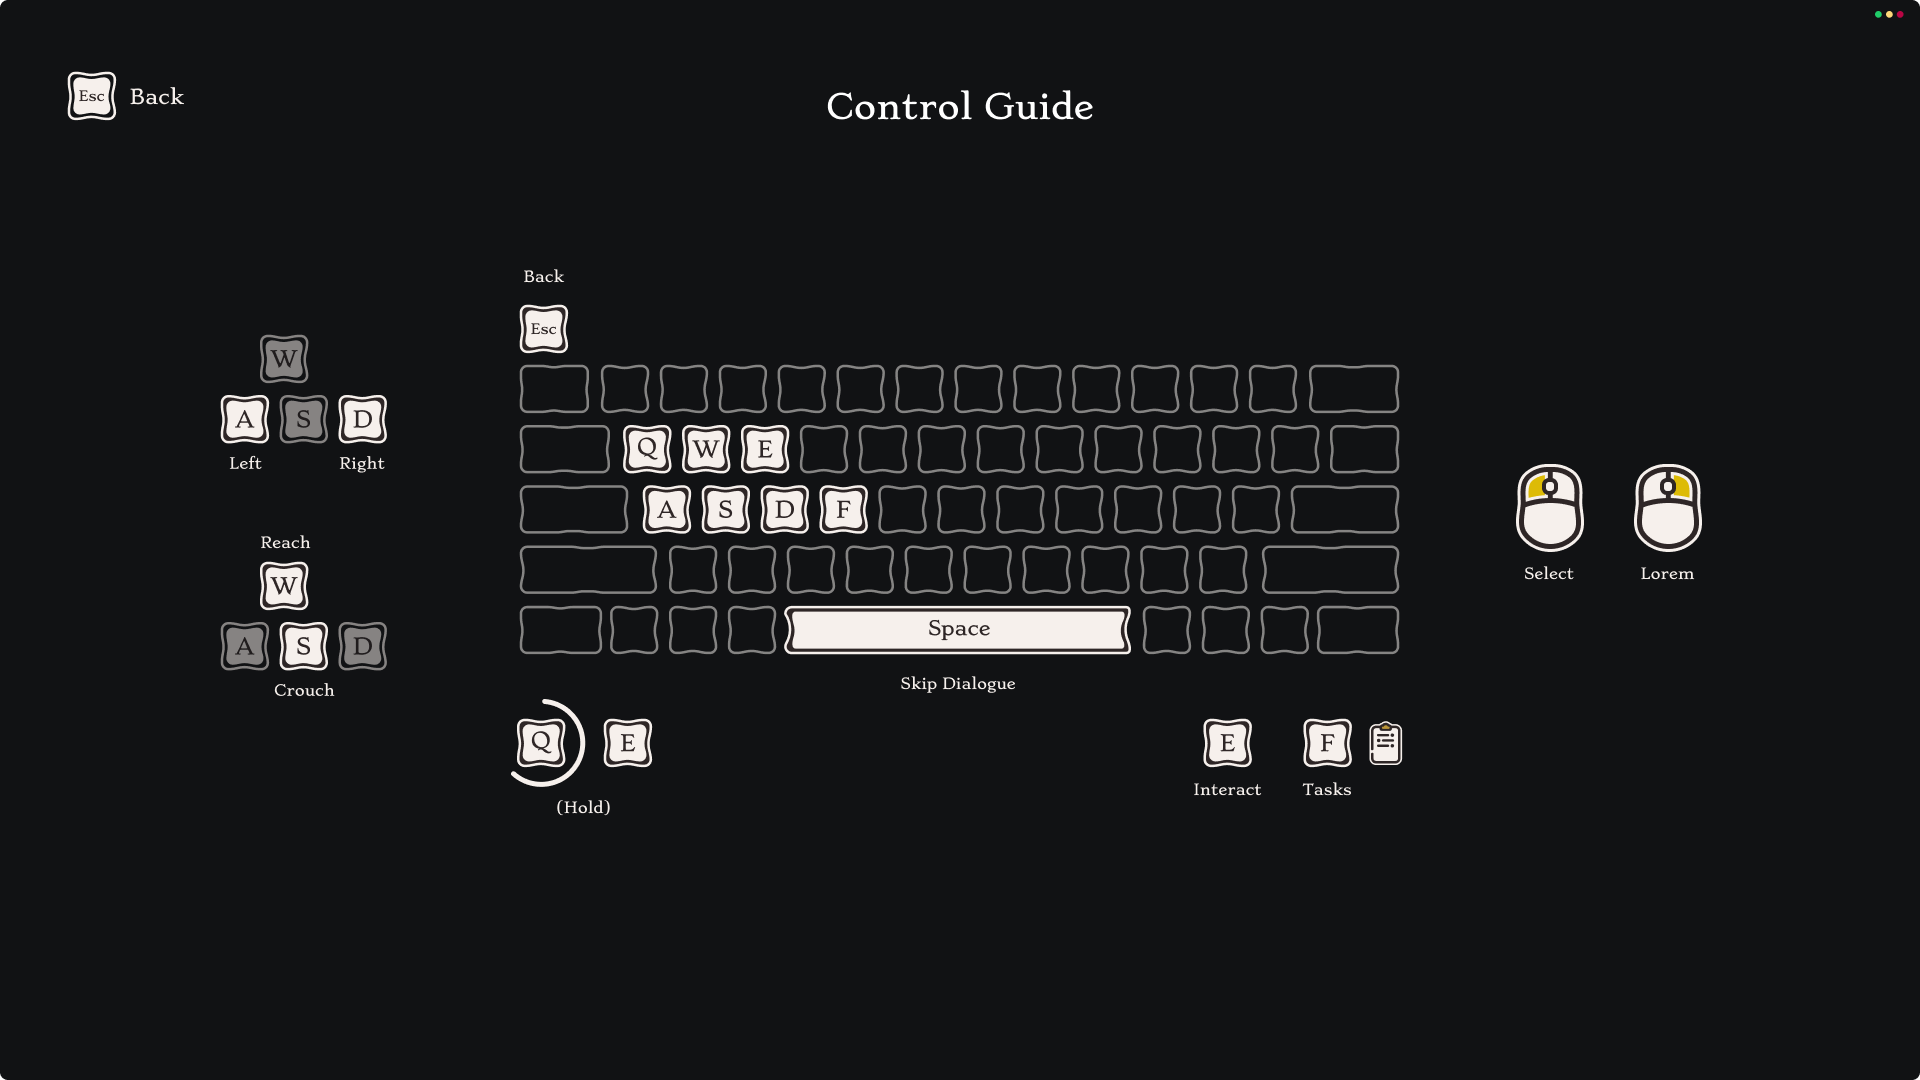 Esc Back
Control Guide
Back
Esc
W
A S D
Left Right
Q W E
A S D F
Space
Skip Dialogue
Reach
W
A S D
Crouch
Select Lorem
Q E
(Hold)
E F
Interact Tasks